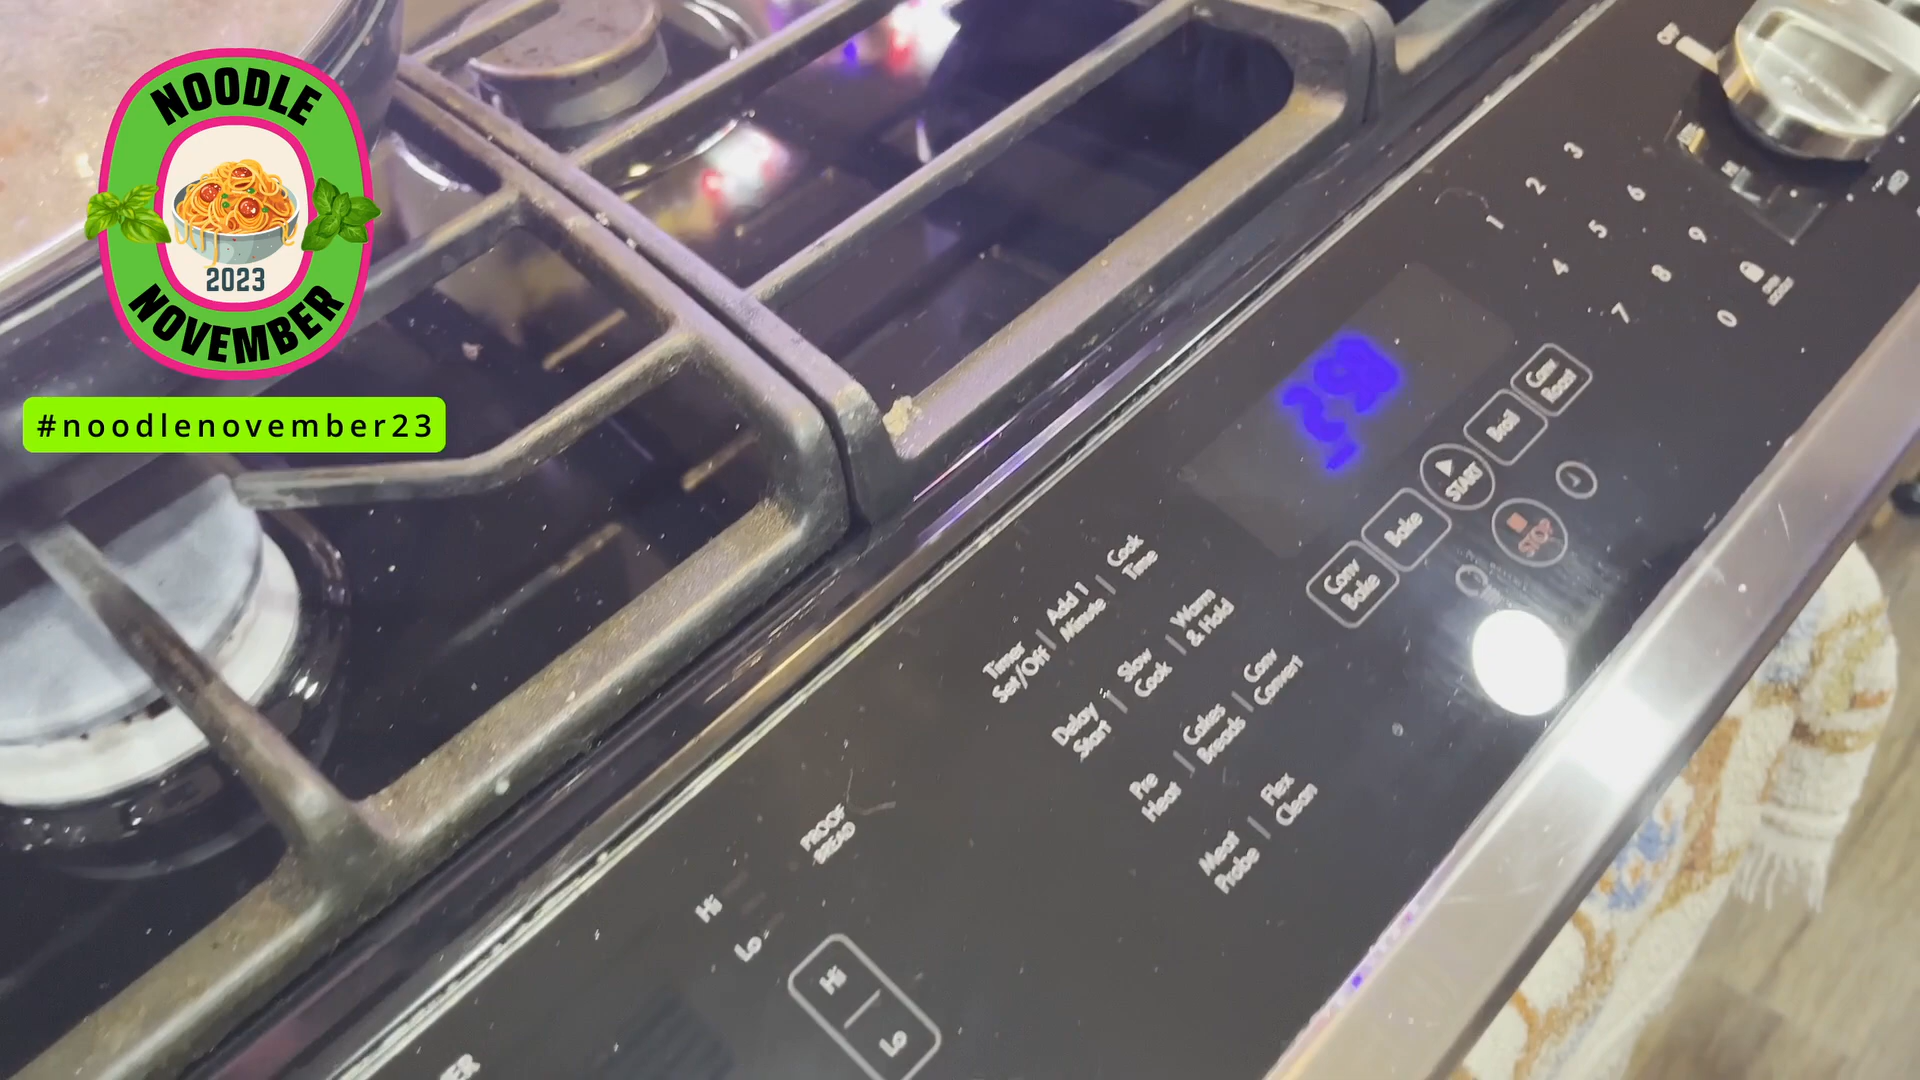 NOODLE
2023
NOVEMBER
#noodlenovember23
1 2 3
4 5 6
7 8 9
0
Conv
Roast
Broil
START
STOP
Bake
Conv
Bake
Timer
Set/Off
Add 1
Minute
Cook
Time
Delay
Start
Slow
Cook
Warm
& Hold
Pre
Heat
Cakes
Breads
Conv
Convert
Meat
Probe
Flex
Clean
PROOF
BREAD
Hi
Lo
Hi
Lo